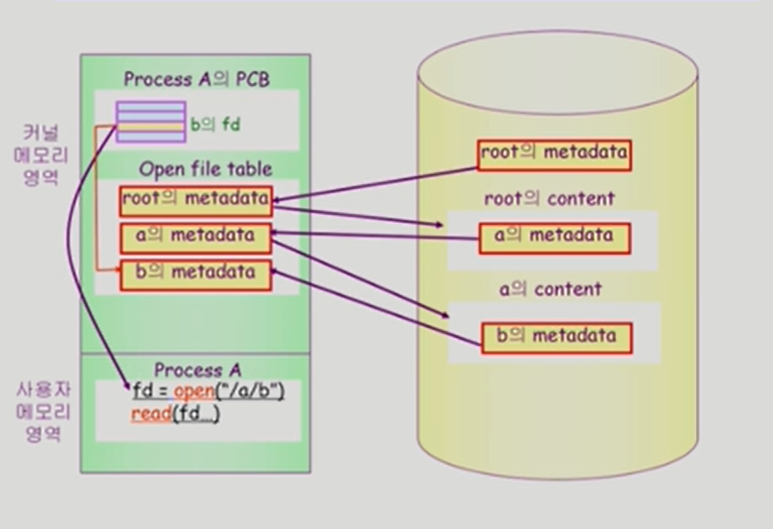 Process A의 PCB
b의 fd
커널
메모리
영역
Open file table
root의 metadata
a의 metadata
b의 metadata
Process A
fd = open("/a/b")
read(fd...)
사용자
메모리
영역
root의 metadata
root의 content
a의 metadata
a의 content
b의 metadata